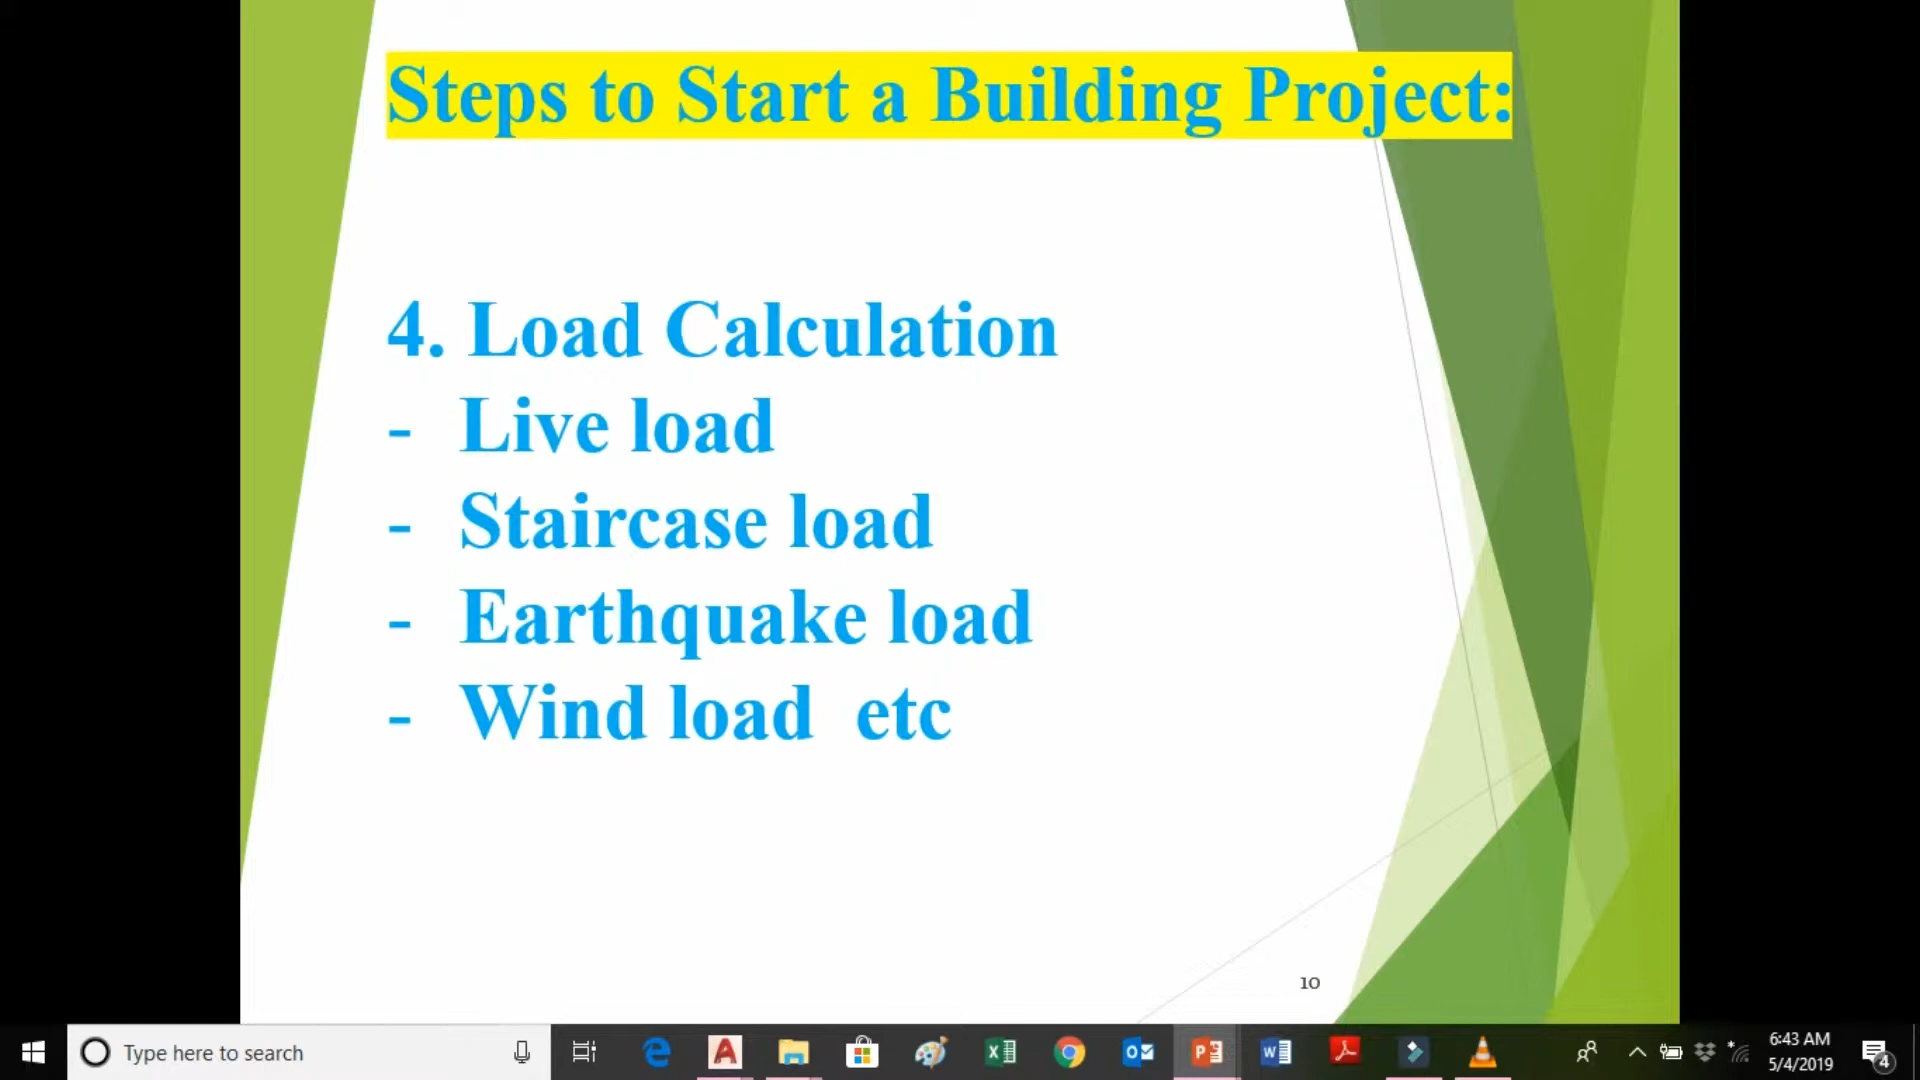 Steps to Start a Building Project:
4. Load Calculation
- Live load
- Staircase load
- Earthquake load
- Wind load etc
10
Type here to search
6:43 AM
5/4/2019
4